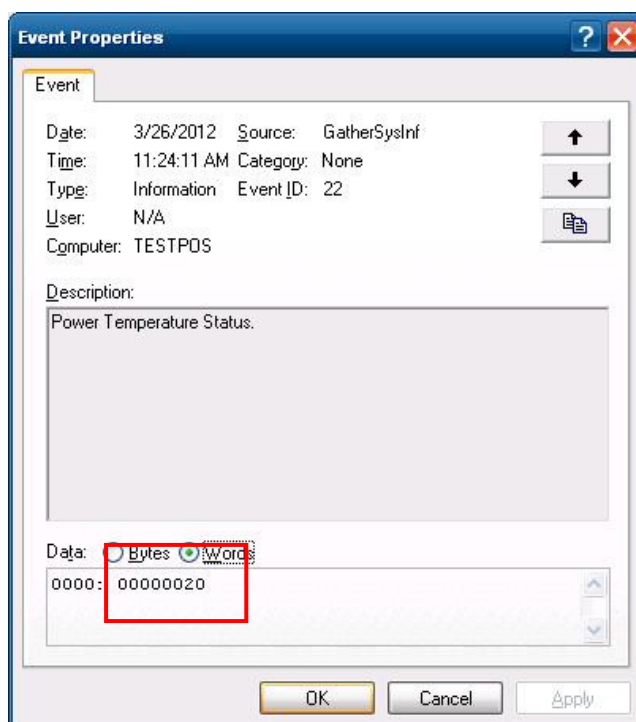 Event Properties
Event
Date: 3/26/2012 Source: GatherSysInf
Time: 11:24:11 AM Category: None
Type: Information Event ID: 22
User: N/A
Computer: TESTPOS
Description:
Power Temperature Status.
Data: Bytes Words
0000: 00000020
OK Cancel Apply